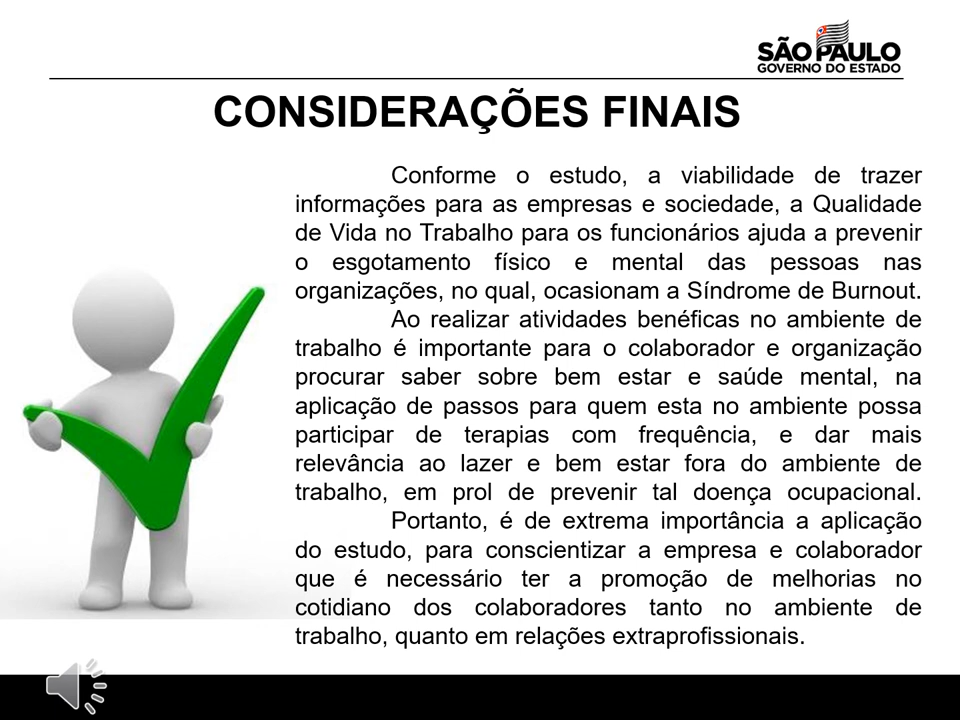 SÃO PAULO
GOVERNO DO ESTADO
CONSIDERAÇÕES FINAIS
Conforme o estudo, a viabilidade de trazer
informações para as empresas e sociedade, a Qualidade
de Vida no Trabalho para os funcionários ajuda a prevenir
o esgotamento físico e mental das pessoas nas
organizações, no qual, ocasionam a Síndrome de Burnout.
Ao realizar atividades benéficas no ambiente de
trabalho é importante para o colaborador e organização
procurar saber sobre bem estar e saúde mental, na
aplicação de passos para quem esta no ambiente possa
participar de terapias com frequência, e dar mais
relevância ao lazer e bem estar fora do ambiente de
trabalho, em prol de prevenir tal doença ocupacional.
Portanto, é de extrema importância a aplicação
do estudo, para conscientizar a empresa e colaborador
que é necessário ter a promoção de melhorias no
cotidiano dos colaboradores tanto no ambiente de
trabalho, quanto em relações extraprofissionais.